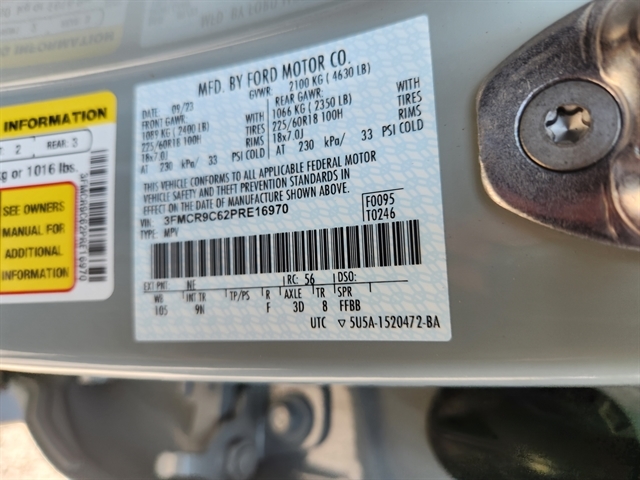 MFD. BY FORD MOTOR CO.
DATE: 09/23 GVWR: 2100 KG ( 4630 LB)
FRONT GAWR: REAR GAWR:
1089 KG ( 2400 LB) WITH 1066 KG ( 2350 LB) WITH
225/60R18 100H TIRES 225/60R18 100H TIRES
18x7.0J RIMS 18x7.0J RIMS
AT 230 kPa/ 33 PSI COLD AT 230 kPa/ 33 PSI COLD
THIS VEHICLE CONFORMS TO ALL APPLICABLE FEDERAL MOTOR
VEHICLE SAFETY AND THEFT PREVENTION STANDARDS IN
EFFECT ON THE DATE OF MANUFACTURE SHOWN ABOVE.
VIN: 3FMCR9C62PRE16970
TYPE: MPV
F0095
T0246
EXT PNT: NE RC: 56 DSO:
WB INT TR TP/PS R AXLE TR SPR
105 9N F 3D 8 FFBB
UTC ▽ 5U5A-1520472-BA
INFORMATION
2 REAR: 3
kg or 1016 lbs
SEE OWNERS
MANUAL FOR
ADDITIONAL
INFORMATION
3FMCR9C62PRE16970